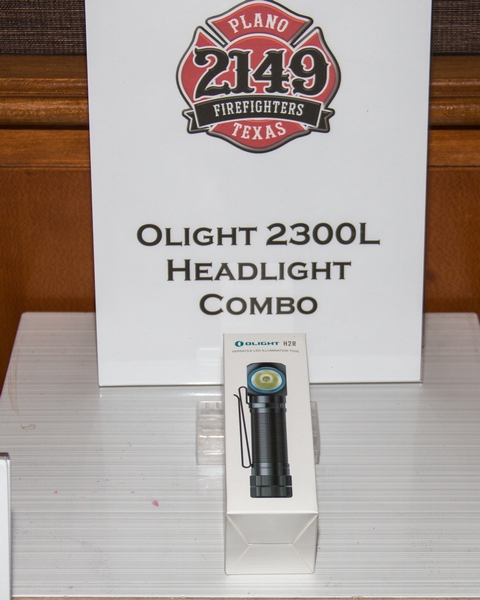 PLANO
2149
FIREFIGHTERS
TEXAS
OLIGHT 2300L
HEADLIGHT
COMBO
OLIGHT H2R